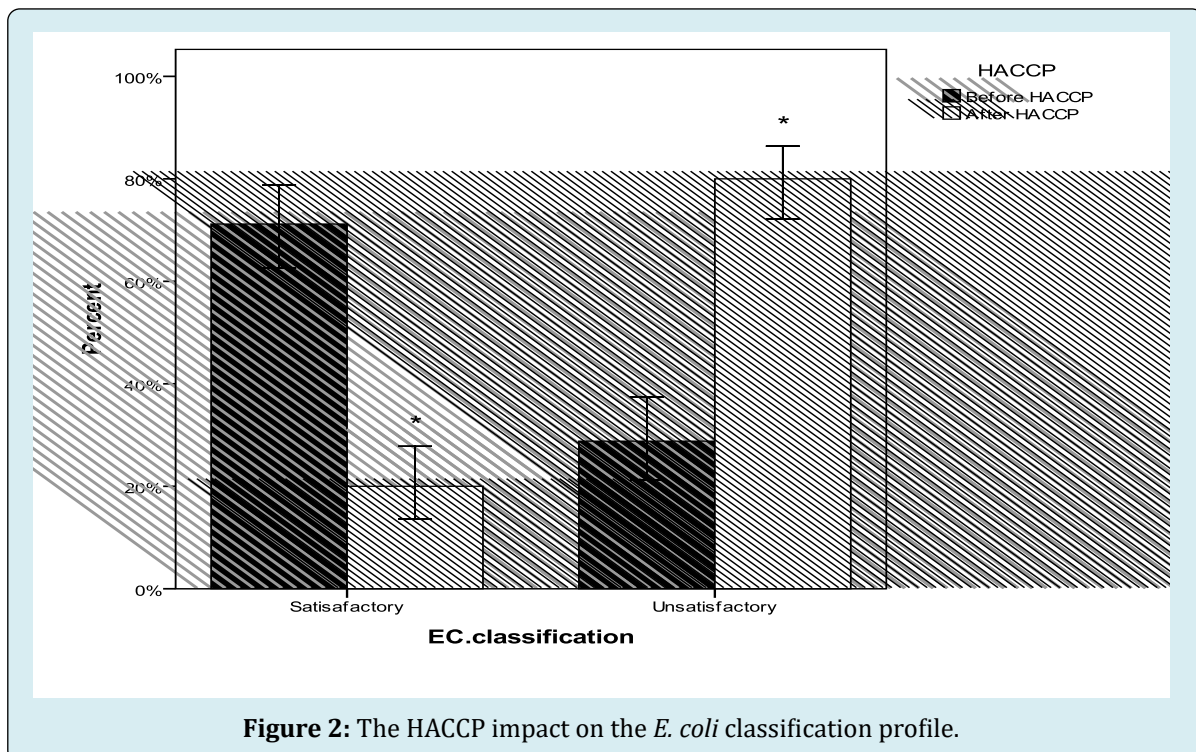 HACCP
Before HACCP
After HACCP
100%
80%
60%
40%
20%
0%
Percent
*
*
Satisafactory
Unsatisfactory
EC.classification
Figure 2: The HACCP impact on the E. coli classification profile.